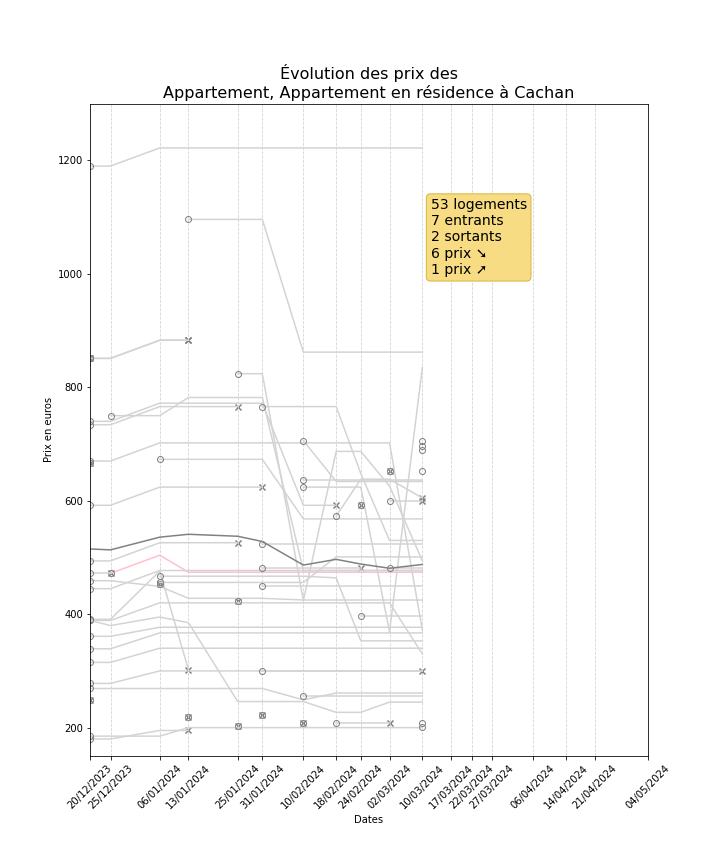 Évolution des prix des
Appartement, Appartement en résidence à Cachan
Prix en euros
1200
1000
800
600
400
200
53 logements
7 entrants
2 sortants
6 prix ➘
1 prix ➚
20/12/2023
25/12/2023
06/01/2024
13/01/2024
25/01/2024
31/01/2024
10/02/2024
18/02/2024
24/02/2024
02/03/2024
10/03/2024
17/03/2024
22/03/2024
27/03/2024
06/04/2024
14/04/2024
21/04/2024
04/05/2024
Dates